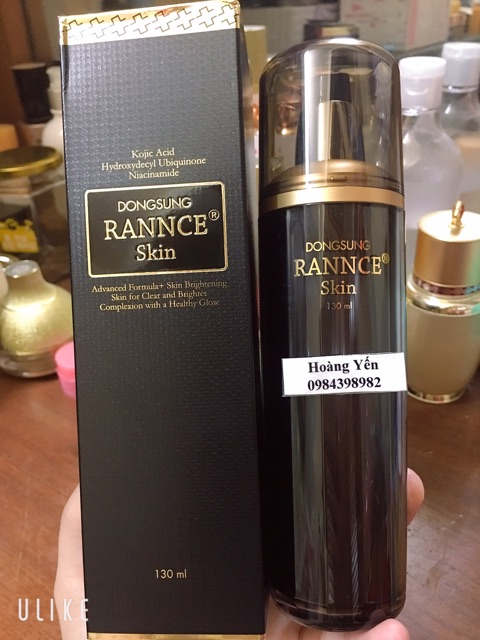 Kojic Acid
Hydroxydecyl Ubiquinone
Niacinamide
DONGSUNG
RANNCE®
Skin
Advanced Formula+ Skin Brightening
Skin for Clear and Brighter
Complexion with a Healthy Glow
130 ml
DONGSUNG
RANNCE®
Skin
130 ml
Hoàng Yến
0984398982
ULIKE